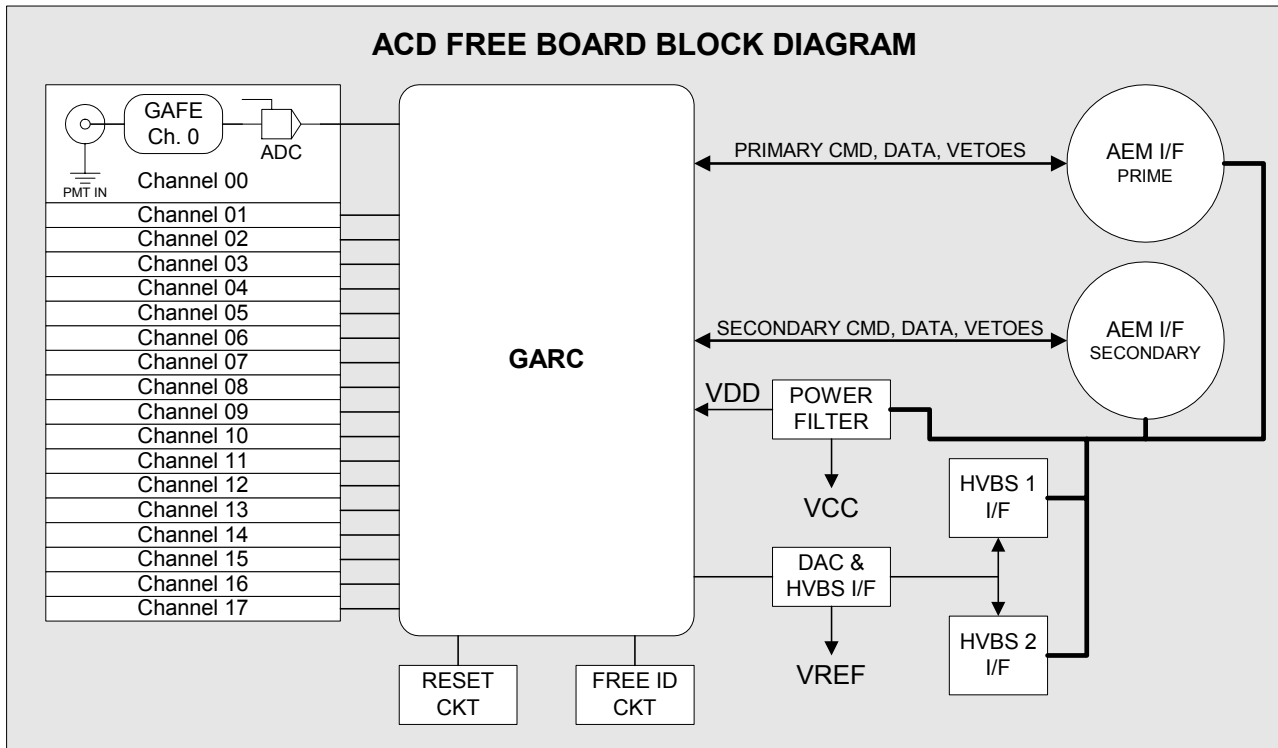 ACD FREE BOARD BLOCK DIAGRAM
GAFE
Ch. 0
ADC
PMT IN
Channel 00
Channel 01
Channel 02
Channel 03
Channel 04
Channel 05
Channel 06
Channel 07
Channel 08
Channel 09
Channel 10
Channel 11
Channel 12
Channel 13
Channel 14
Channel 15
Channel 16
Channel 17
GARC
RESET
CKT
FREE ID
CKT
PRIMARY CMD, DATA, VETOES
AEM I/F
PRIME
SECONDARY CMD, DATA, VETOES
AEM I/F
SECONDARY
VDD
POWER
FILTER
VCC
HVBS 1
I/F
DAC &
HVBS I/F
VREF
HVBS 2
I/F